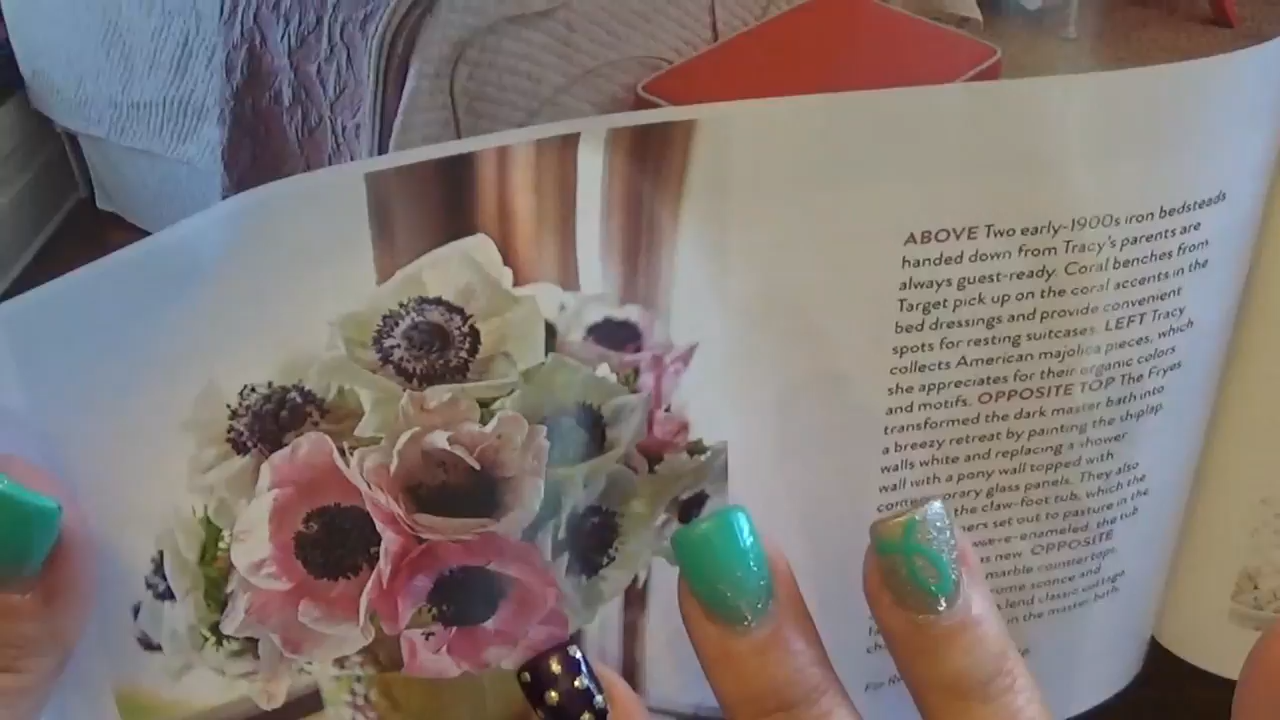 ABOVE Two early-1900s iron bedsteads
handed down from Tracy's parents are
always guest-ready. Coral benches from
Target pick up on the coral accents in the
bed dressings and provide convenient
spots for resting suitcases. LEFT Tracy
collects American majolica pieces, which
she appreciates for their organic colors
and motifs. OPPOSITE TOP The Fryes
transformed the dark master bath into
a breezy retreat by painting the shiplap
walls white and replacing a shower
wall with a pony wall topped with
glass panels. They also
the claw-foot tub, which the
set out to pasture in the
re-enameled, the tub
new. OPPOSITE
marble countertops,
sconce and
classic cottage
in the master bath.